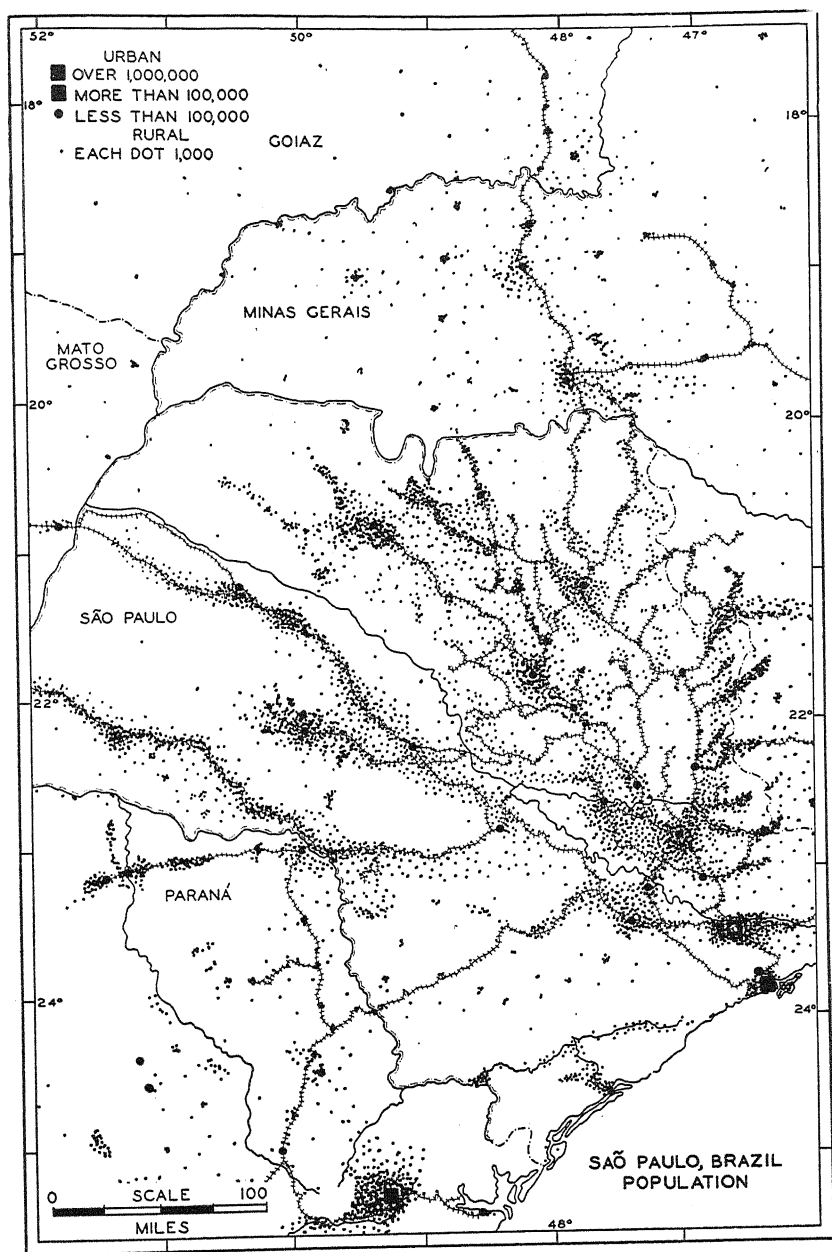 52° 50° 48° 47°
URBAN
OVER 1,000,000
MORE THAN 100,000
LESS THAN 100,000
RURAL
EACH DOT 1,000
18° 18°
GOIAZ
MINAS GERAIS
MATO
GROSSO
20° 20°
SÃO PAULO
22° 22°
PARANÁ
24° 24°
SAÕ PAULO, BRAZIL
POPULATION
0 SCALE 100
MILES
48°